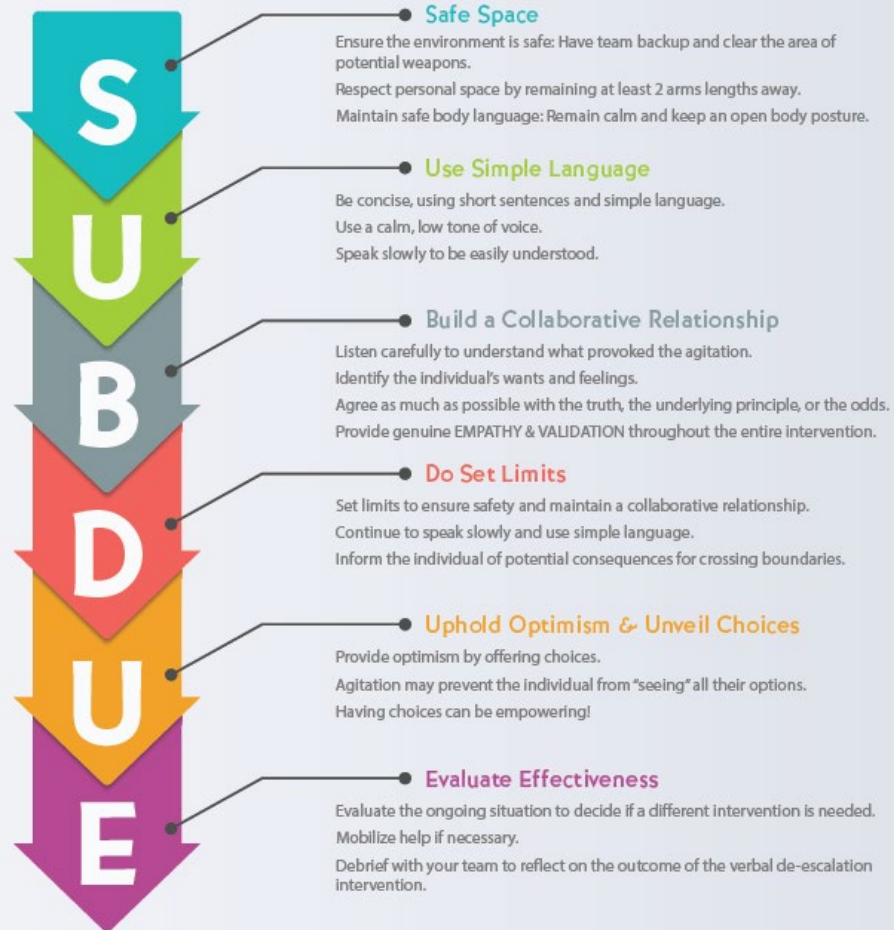 S
Safe Space
Ensure the environment is safe: Have team backup and clear the area of
potential weapons.
Respect personal space by remaining at least 2 arms lengths away.
Maintain safe body language: Remain calm and keep an open body posture.
U
Use Simple Language
Be concise, using short sentences and simple language.
Use a calm, low tone of voice.
Speak slowly to be easily understood.
B
Build a Collaborative Relationship
Listen carefully to understand what provoked the agitation.
Identify the individual's wants and feelings.
Agree as much as possible with the truth, the underlying principle, or the odds.
Provide genuine EMPATHY & VALIDATION throughout the entire intervention.
D
Do Set Limits
Set limits to ensure safety and maintain a collaborative relationship.
Continue to speak slowly and use simple language.
Inform the individual of potential consequences for crossing boundaries.
U
Uphold Optimism & Unveil Choices
Provide optimism by offering choices.
Agitation may prevent the individual from "seeing" all their options.
Having choices can be empowering!
E
Evaluate Effectiveness
Evaluate the ongoing situation to decide if a different intervention is needed.
Mobilize help if necessary.
Debrief with your team to reflect on the outcome of the verbal de-escalation
intervention.